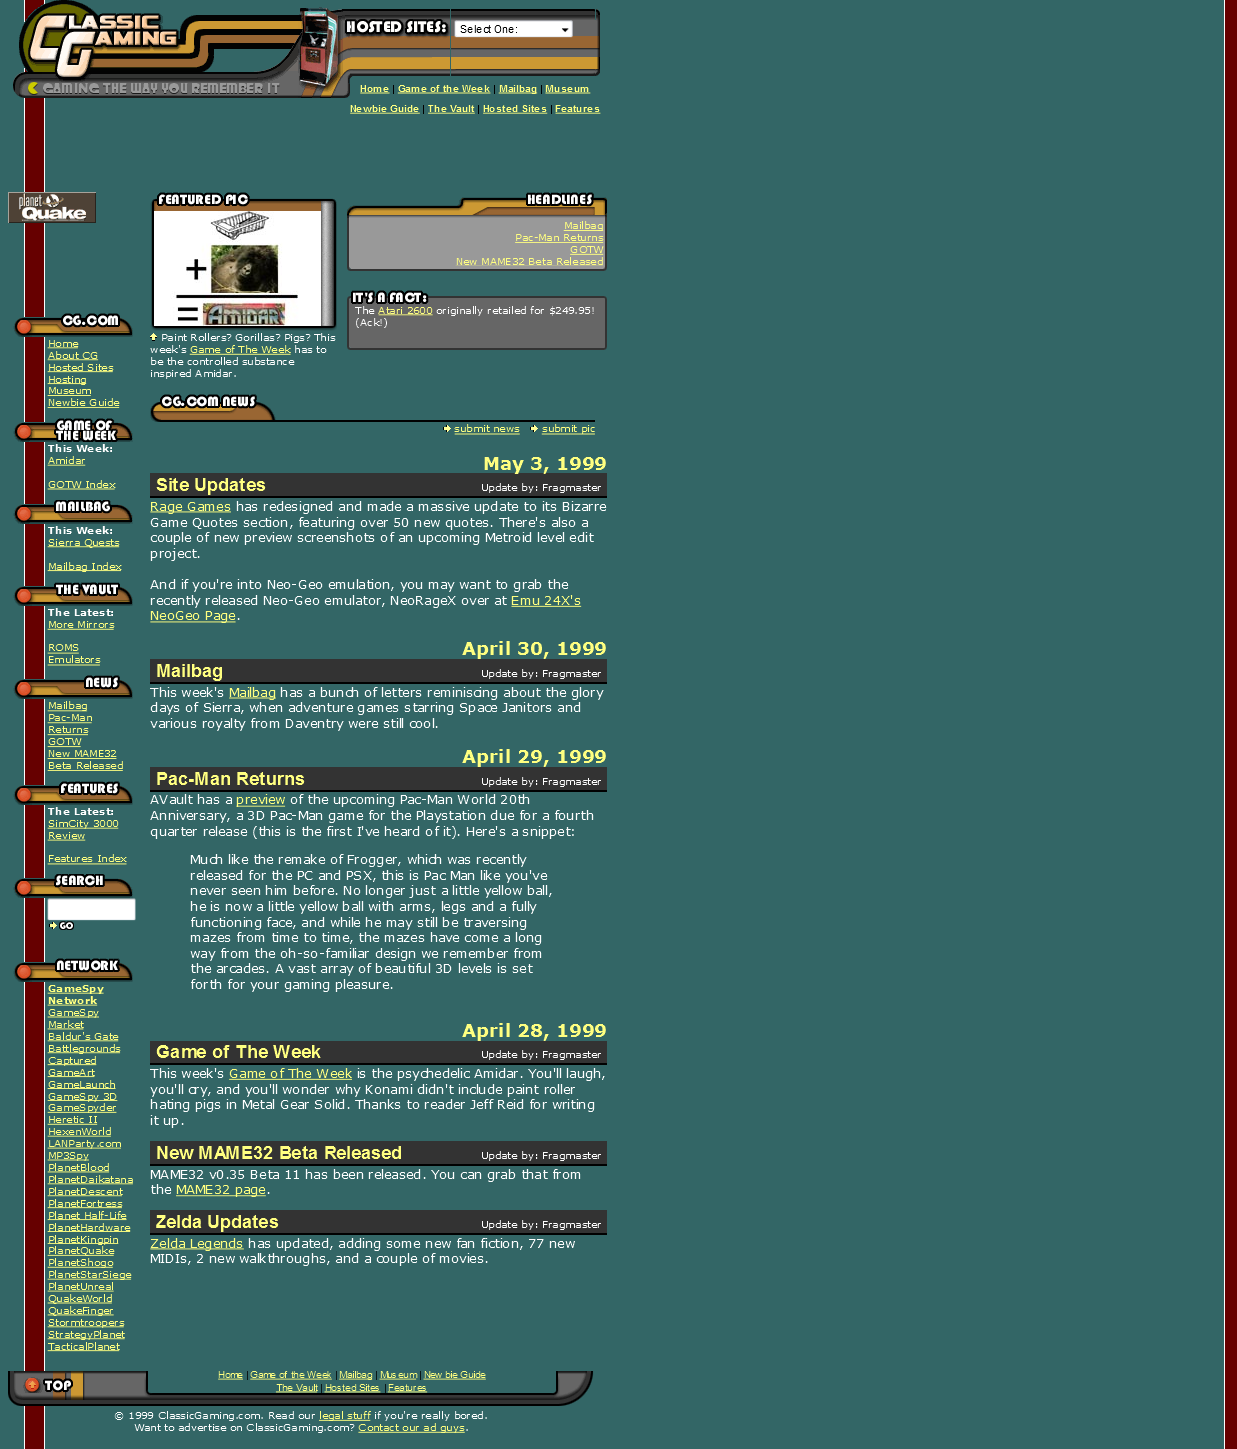 CLASSIC GAMING
GAMING THE WAY YOU REMEMBER IT
HOSTED SITES:
Select One:
Home | Game of the Week | Mailbag | Museum
Newbie Guide | The Vault | Hosted Sites | Features
planet Quake
FEATURED PIC
+
= AMIDAR
Paint Rollers? Gorillas? Pigs? This
week's Game of The Week has to
be the controlled substance
inspired Amidar.
HEADLINES
Mailbag
Pac-Man Returns
GOTW
New MAME32 Beta Released
IT'S A FACT:
The Atari 2600 originally retailed for $249.95!
(Ack!)
CG.COM
Home
About CG
Hosted Sites
Hosting
Museum
Newbie Guide
GAME OF
THE WEEK
This Week:
Amidar
GOTW Index
MAILBAG
This Week:
Sierra Quests
Mailbag Index
THE VAULT
The Latest:
More Mirrors
ROMS
Emulators
NEWS
Mailbag
Pac-Man
Returns
GOTW
New MAME32
Beta Released
FEATURES
The Latest:
SimCity 3000
Review
Features Index
SEARCH
GO
NETWORK
GameSpy
Network
GameSpy
Market
Baldur's Gate
Battlegrounds
Captured
GameArt
GameLaunch
GameSpy 3D
GameSpyder
Heretic II
HexenWorld
LANParty.com
MP3Spy
PlanetBlood
PlanetDaikatana
PlanetDescent
PlanetFortress
Planet Half-Life
PlanetHardware
PlanetKingpin
PlanetQuake
PlanetShogo
PlanetStarSiege
PlanetUnreal
QuakeWorld
QuakeFinger
Stormtroopers
StrategyPlanet
TacticalPlanet
CG.COM NEWS
submit news submit pic
May 3, 1999
Site Updates Update by: Fragmaster
Rage Games has redesigned and made a massive update to its Bizarre
Game Quotes section, featuring over 50 new quotes. There's also a
couple of new preview screenshots of an upcoming Metroid level edit
project.
And if you're into Neo-Geo emulation, you may want to grab the
recently released Neo-Geo emulator, NeoRageX over at Emu 24X's
NeoGeo Page.
April 30, 1999
Mailbag Update by: Fragmaster
This week's Mailbag has a bunch of letters reminiscing about the glory
days of Sierra, when adventure games starring Space Janitors and
various royalty from Daventry were still cool.
April 29, 1999
Pac-Man Returns Update by: Fragmaster
AVault has a preview of the upcoming Pac-Man World 20th
Anniversary, a 3D Pac-Man game for the Playstation due for a fourth
quarter release (this is the first I've heard of it). Here's a snippet:
Much like the remake of Frogger, which was recently
released for the PC and PSX, this is Pac Man like you've
never seen him before. No longer just a little yellow ball,
he is now a little yellow ball with arms, legs and a fully
functioning face, and while he may still be traversing
mazes from time to time, the mazes have come a long
way from the oh-so-familiar design we remember from
the arcades. A vast array of beautiful 3D levels is set
forth for your gaming pleasure.
April 28, 1999
Game of The Week Update by: Fragmaster
This week's Game of The Week is the psychedelic Amidar. You'll laugh,
you'll cry, and you'll wonder why Konami didn't include paint roller
hating pigs in Metal Gear Solid. Thanks to reader Jeff Reid for writing
it up.
New MAME32 Beta Released Update by: Fragmaster
MAME32 v0.35 Beta 11 has been released. You can grab that from
the MAME32 page.
Zelda Updates Update by: Fragmaster
Zelda Legends has updated, adding some new fan fiction, 77 new
MIDIs, 2 new walkthroughs, and a couple of movies.
TOP
Home | Game of the Week | Mailbag | Museum | Newbie Guide
The Vault | Hosted Sites | Features
© 1999 ClassicGaming.com. Read our legal stuff if you're really bored.
Want to advertise on ClassicGaming.com? Contact our ad guys.